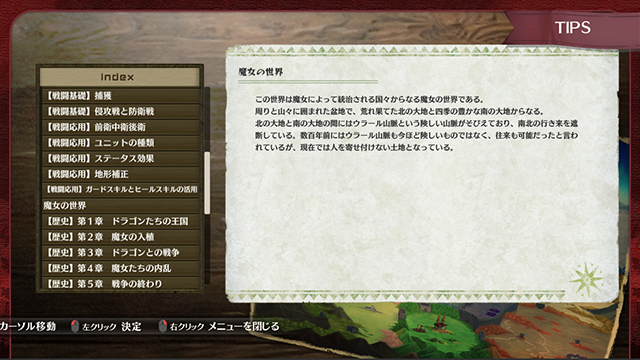 TIPS
Index
【戦闘基礎】捕獲
【戦闘基礎】侵攻戦と防衛戦
【戦闘応用】前衛中衛後衛
【戦闘応用】ユニットの種類
【戦闘応用】ステータス効果
【戦闘応用】地形補正
【戦闘応用】ガードスキルとヒールスキルの活用
魔女の世界
【歴史】第１章　ドラゴンたちの王国
【歴史】第２章　魔女の入植
【歴史】第３章　ドラゴンとの戦争
【歴史】第４章　魔女たちの内乱
【歴史】第５章　戦争の終わり
魔女の世界
この世界は魔女によって統治される国々からなる魔女の世界である。
周りと山々に囲まれた盆地で、荒れ果てた北の大地と四季の豊かな南の大地からなる。
北の大地と南の大地の間にはウラール山脈という険しい山脈がそびえており、南北の行き来を遮
断している。数百年前にはウラール山脈も今ほど険しいものではなく、往来も可能だったと言わ
れているが、現在では人を寄せ付けない土地となっている。
カーソル移動　左クリック　決定　右クリック　メニューを閉じる